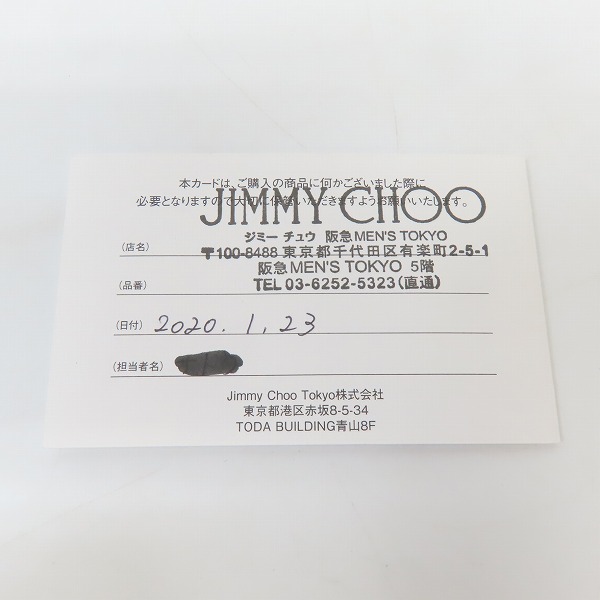 本カードは、ご購入の商品に何かございました際に
必要となりますので大切に保管いただきますようお願いいたします。
JIMMY CHOO
ジミー チュウ 阪急MEN'S TOKYO
(店名)
〒100-8488 東京都千代田区有楽町2-5-1
阪急MEN'S TOKYO 5階
(品番)
TEL 03-6252-5323(直通)
(日付) 2020. 1. 23
(担当者名)
Jimmy Choo Tokyo株式会社
東京都港区赤坂8-5-34
TODA BUILDING青山8F